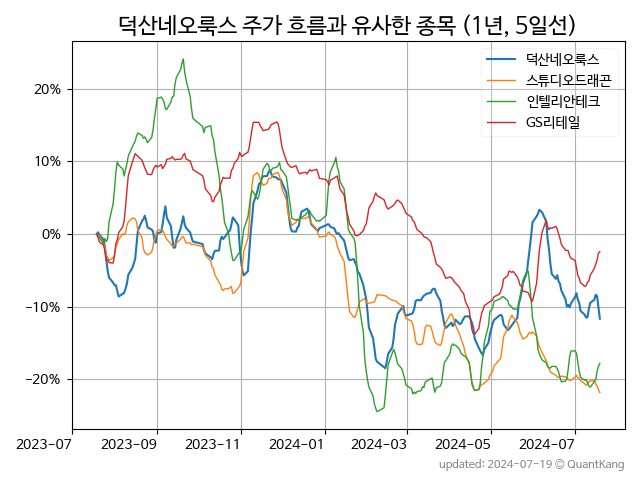 덕산네오룩스 주가 흐름과 유사한 종목 (1년, 5일선)
덕산네오룩스
스튜디오드래곤
인텔리안테크
GS리테일
20%
10%
0%
−10%
−20%
2023-07 2023-09 2023-11 2024-01 2024-03 2024-05 2024-07
updated: 2024-07-19 ⓒ QuantKang